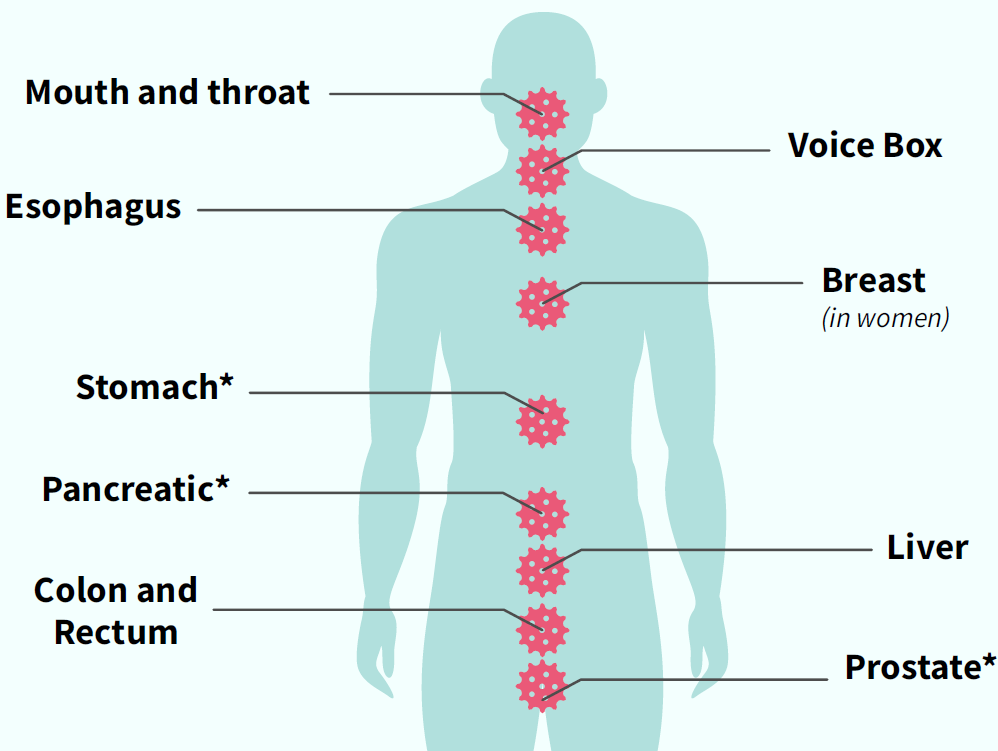 Mouth and throat
Voice Box
Esophagus
Breast
(in women)
Stomach*
Pancreatic*
Liver
Colon and
Rectum
Prostate*